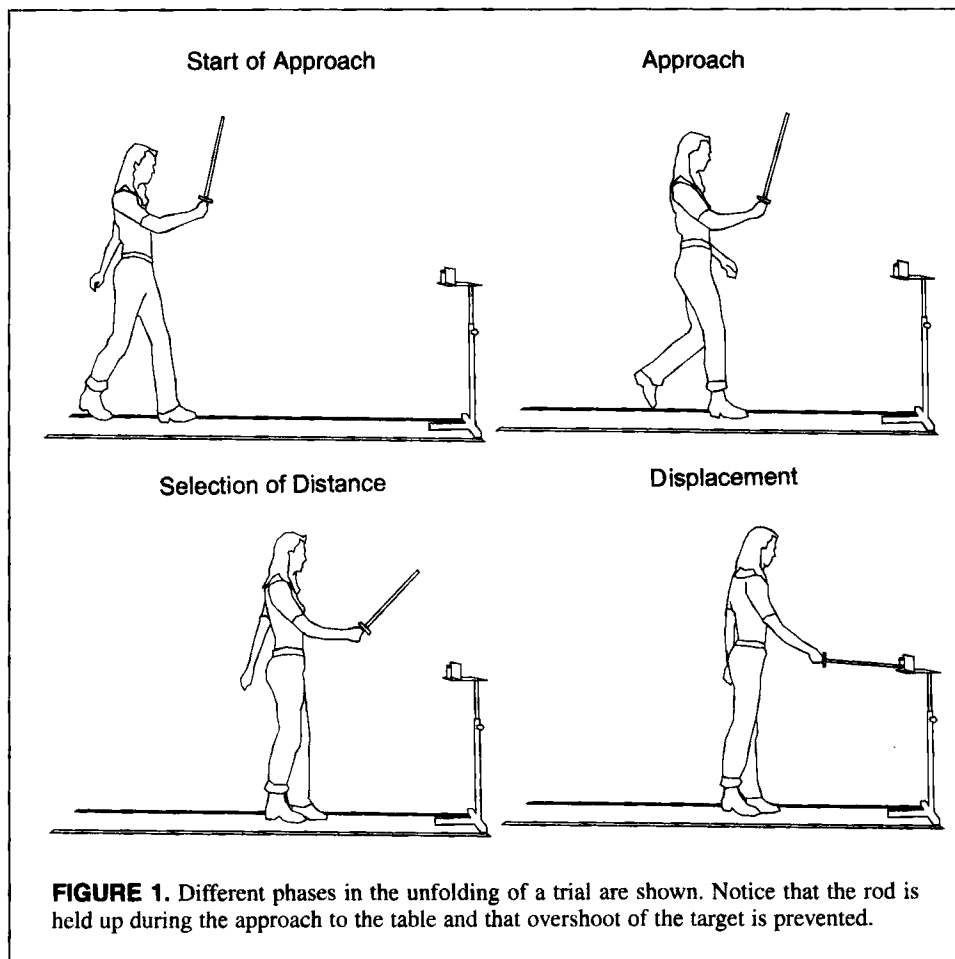 Start of Approach
Approach
Selection of Distance
Displacement
FIGURE 1. Different phases in the unfolding of a trial are shown. Notice that the rod is
held up during the approach to the table and that overshoot of the target is prevented.